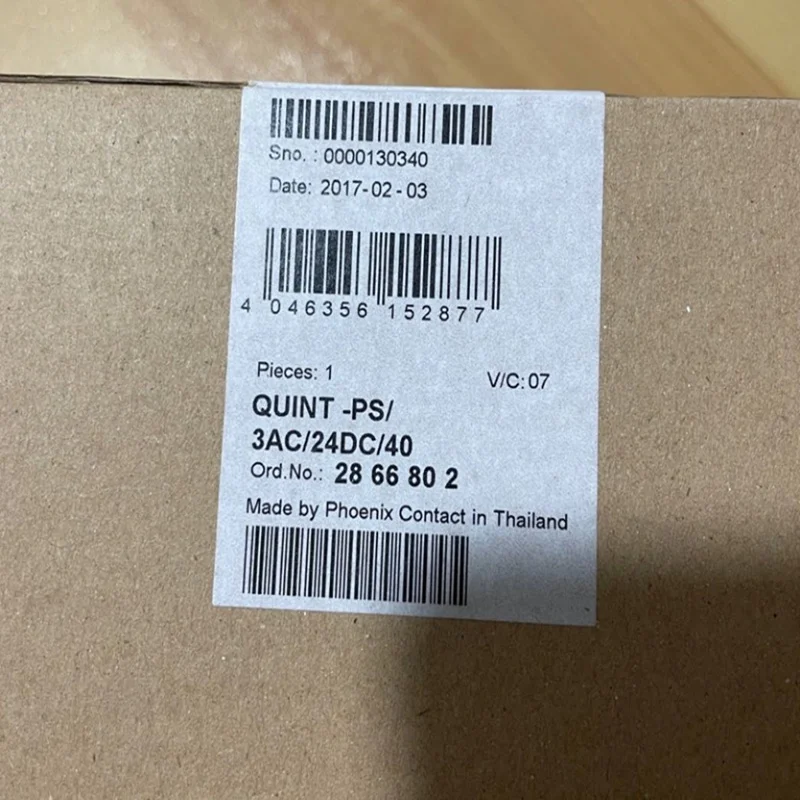 Sno. : 0000130340
Date: 2017-02-03
4 046356 152877
Pieces: 1 V/C: 07
QUINT -PS/
3AC/24DC/40
Ord.No.: 28 66 80 2
Made by Phoenix Contact in Thailand